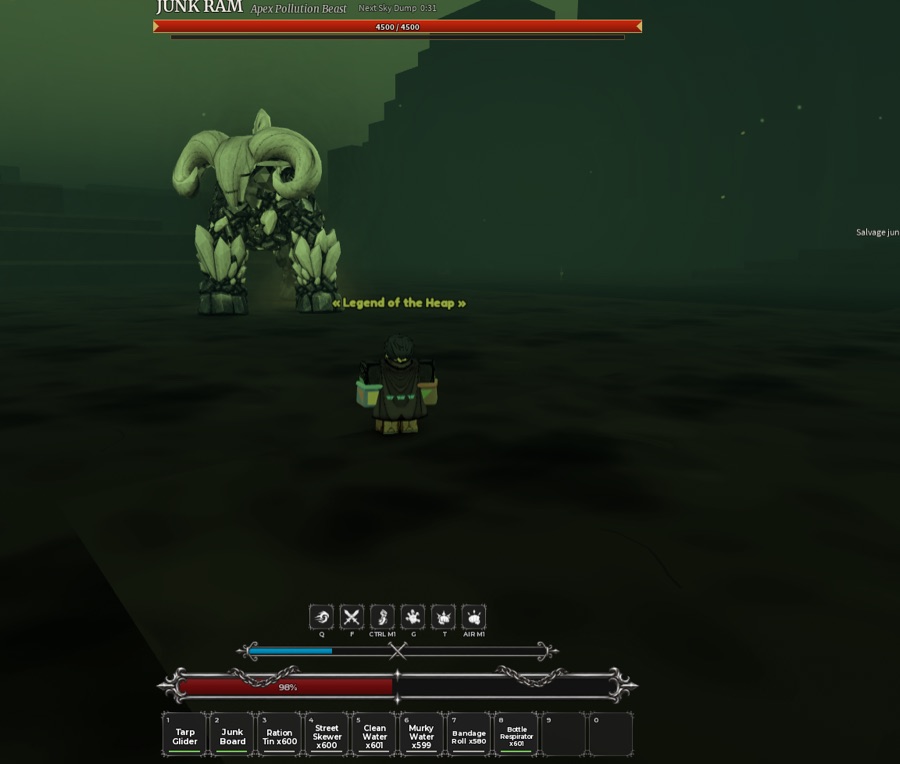 JUNK RAM Apex Pollution Beast Next Sky Dump 0:31
4500 / 4500
Salvage jun
« Legend of the Heap »
Q F CTRL M1 G T AIR M1
98%
1 2 3 4 5 6 7 8 9 0
Tarp Glider
Junk Board
Ration Tin x600
Street Skewer x600
Clean Water x601
Murky Water x599
Bandage Roll x580
Bottle Respirator x601